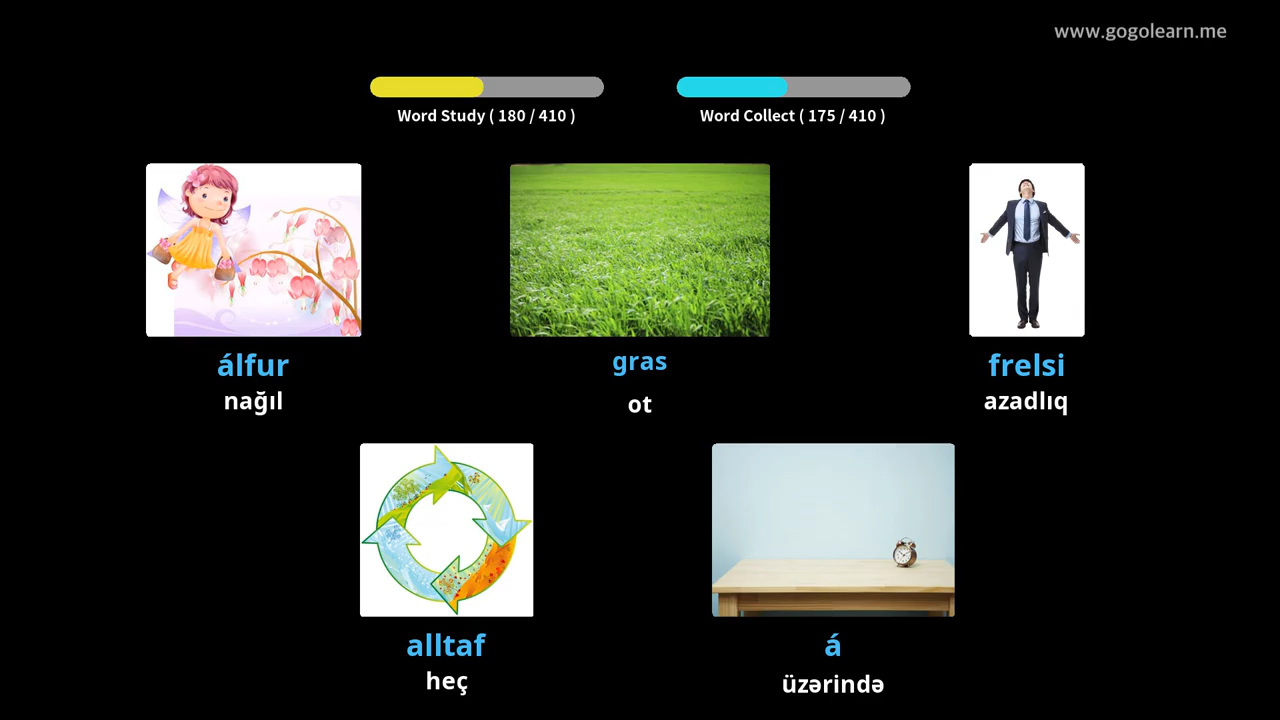 www.gogolearn.me
Word Study ( 180 / 410 )
Word Collect ( 175 / 410 )
álfur
nağıl
gras
ot
frelsi
azadlıq
alltaf
heç
á
üzərində